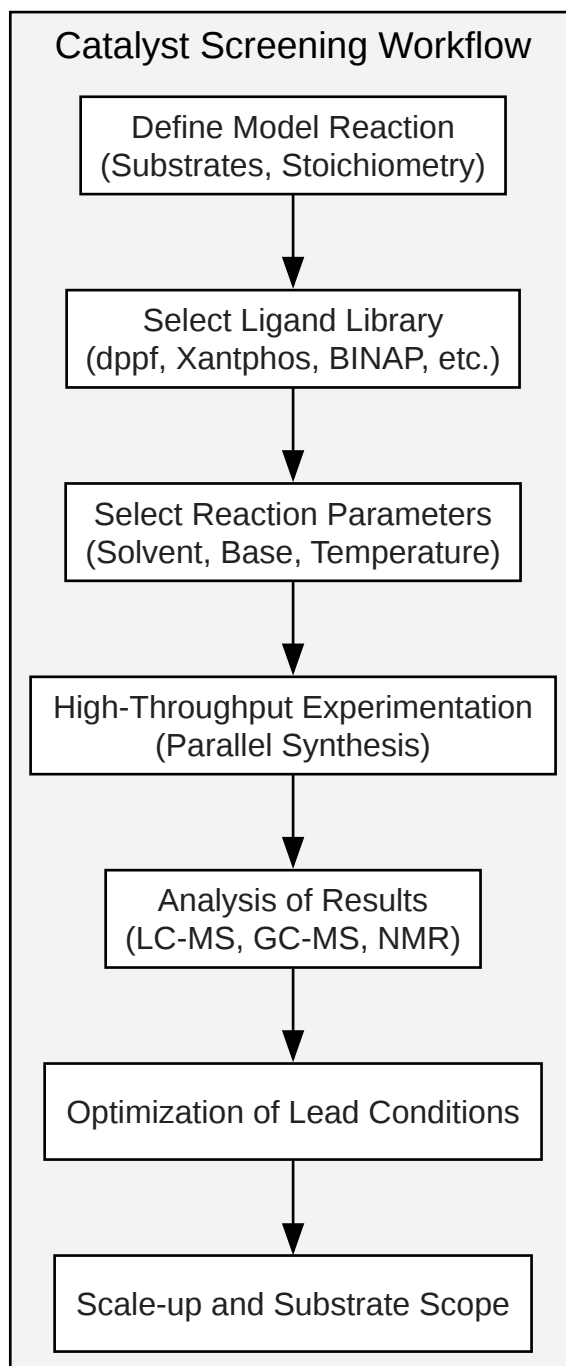 Catalyst Screening Workflow
Define Model Reaction
(Substrates, Stoichiometry)
Select Ligand Library
(dppf, Xantphos, BINAP, etc.)
Select Reaction Parameters
(Solvent, Base, Temperature)
High-Throughput Experimentation
(Parallel Synthesis)
Analysis of Results
(LC-MS, GC-MS, NMR)
Optimization of Lead Conditions
Scale-up and Substrate Scope